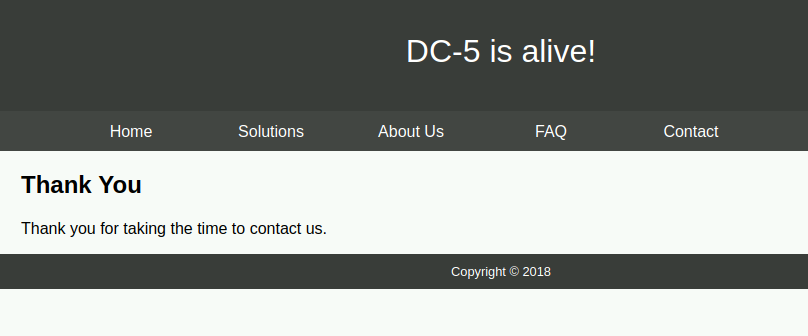 DC-5 is alive!
Home Solutions About Us FAQ Contact
Thank You
Thank you for taking the time to contact us.
Copyright © 2018